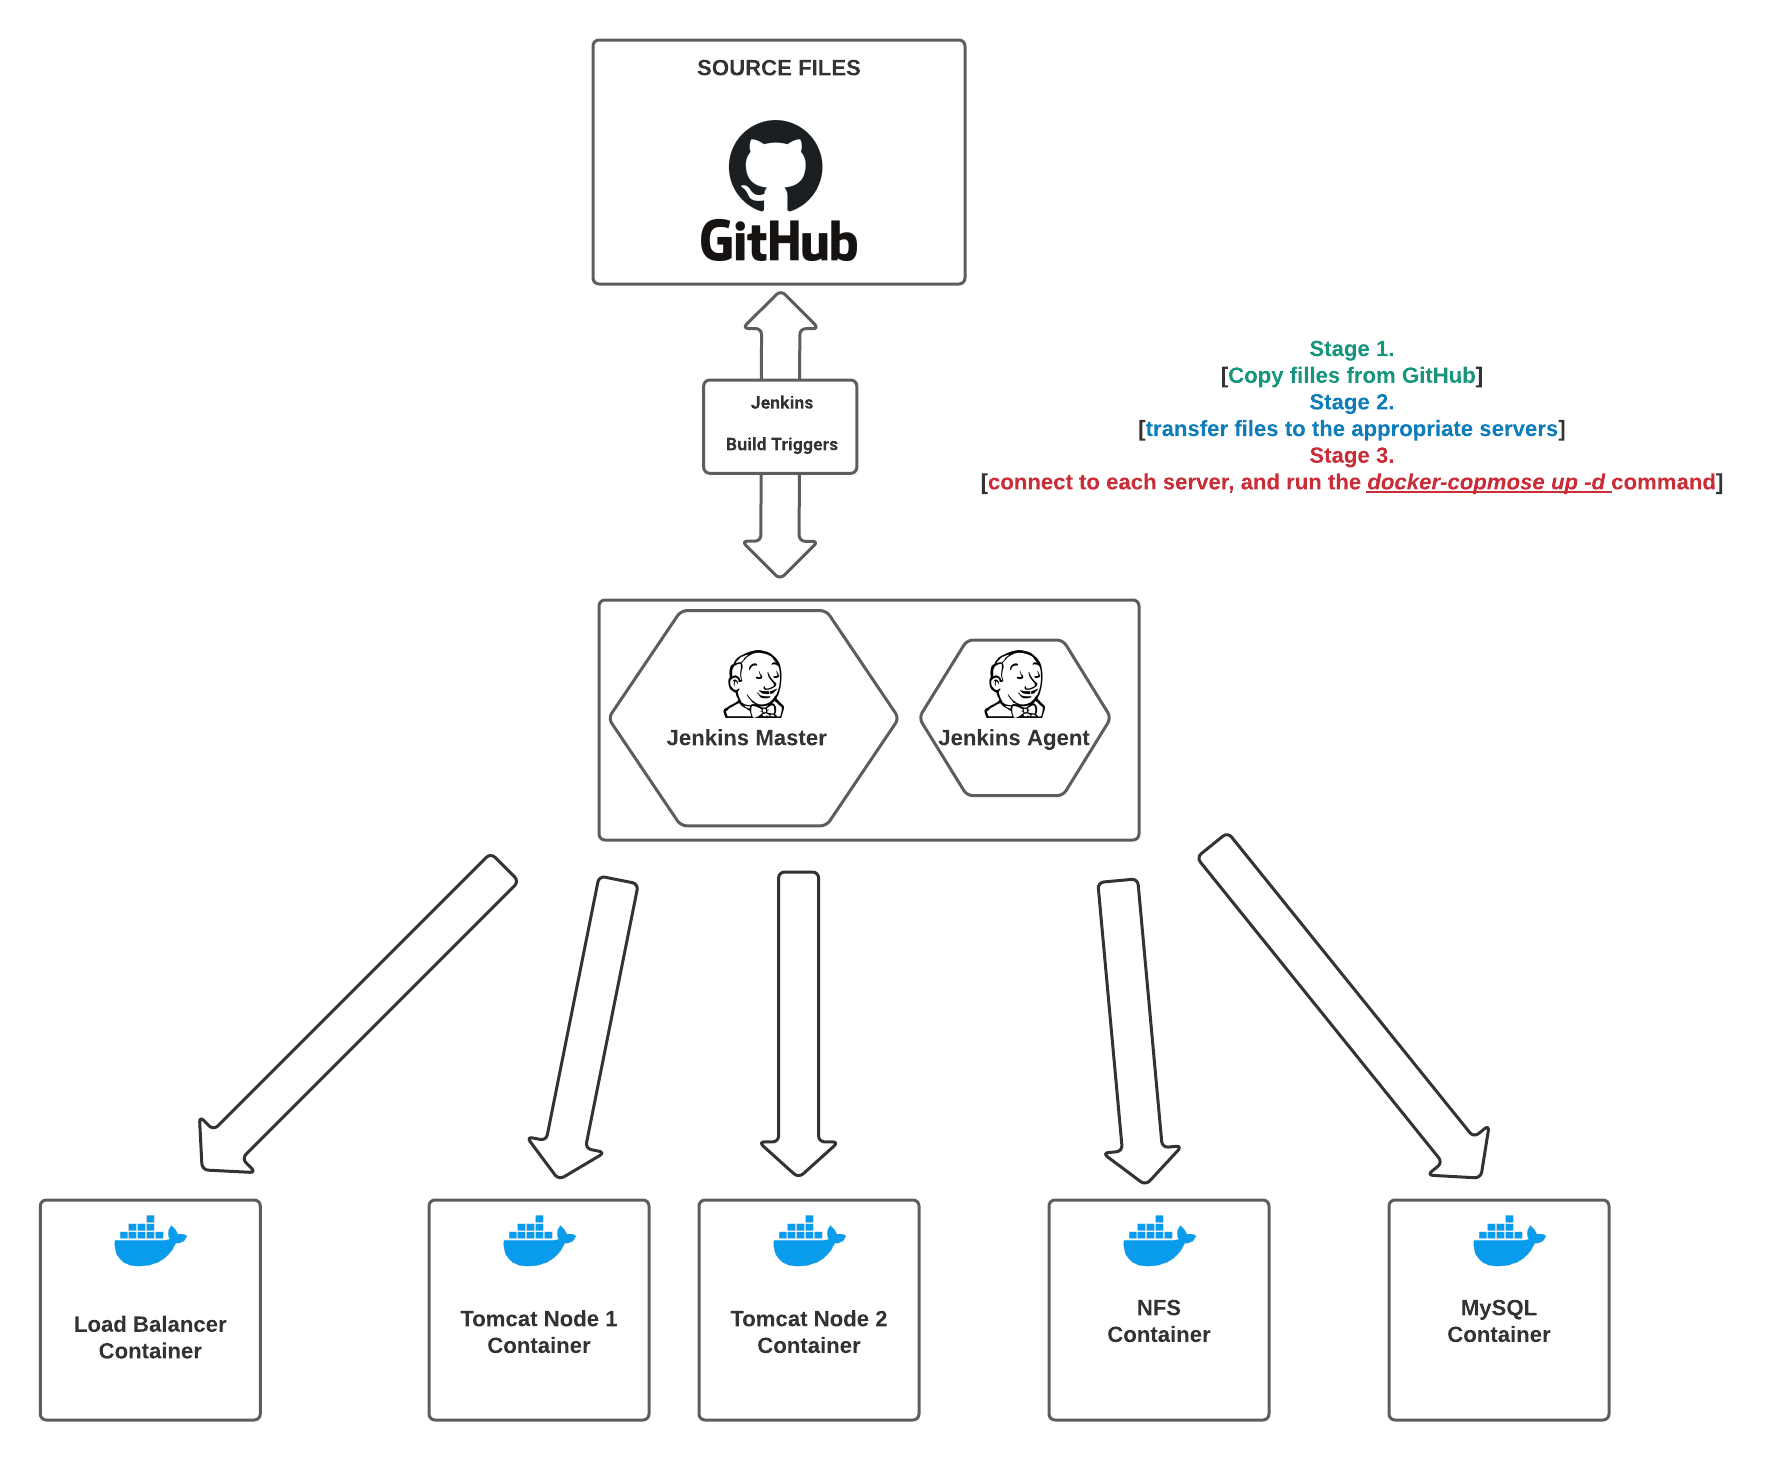 SOURCE FILES
GitHub
Jenkins
Build Triggers
Stage 1.
[Copy filles from GitHub]
Stage 2.
[transfer files to the appropriate servers]
Stage 3.
[connect to each server, and run the docker-copmose up -d command]
Jenkins Master
Jenkins Agent
Load Balancer
Container
Tomcat Node 1
Container
Tomcat Node 2
Container
NFS
Container
MySQL
Container